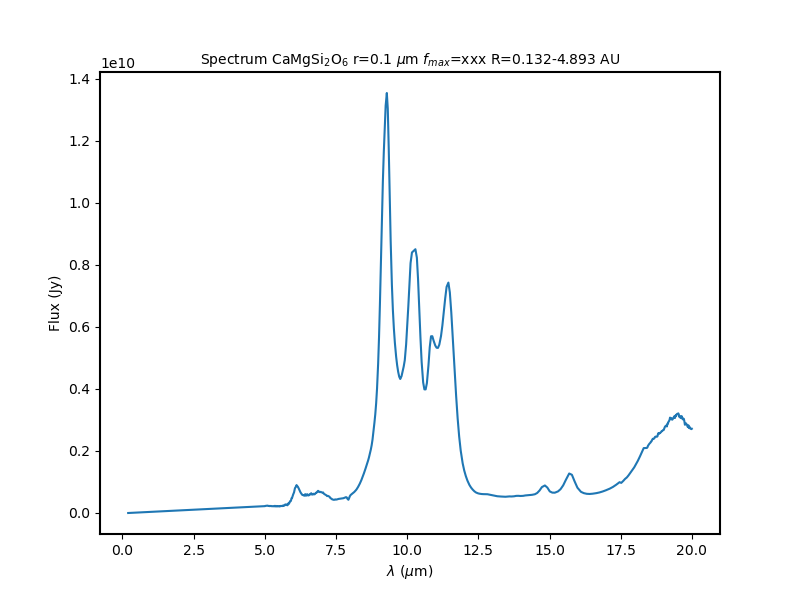 Spectrum CaMgSi₂O₆ r=0.1 μm f_max=xxx R=0.132-4.893 AU
1e10
1.4
1.2
1.0
0.8
0.6
0.4
0.2
0.0
Flux (Jy)
0.0 2.5 5.0 7.5 10.0 12.5 15.0 17.5 20.0
λ (μm)